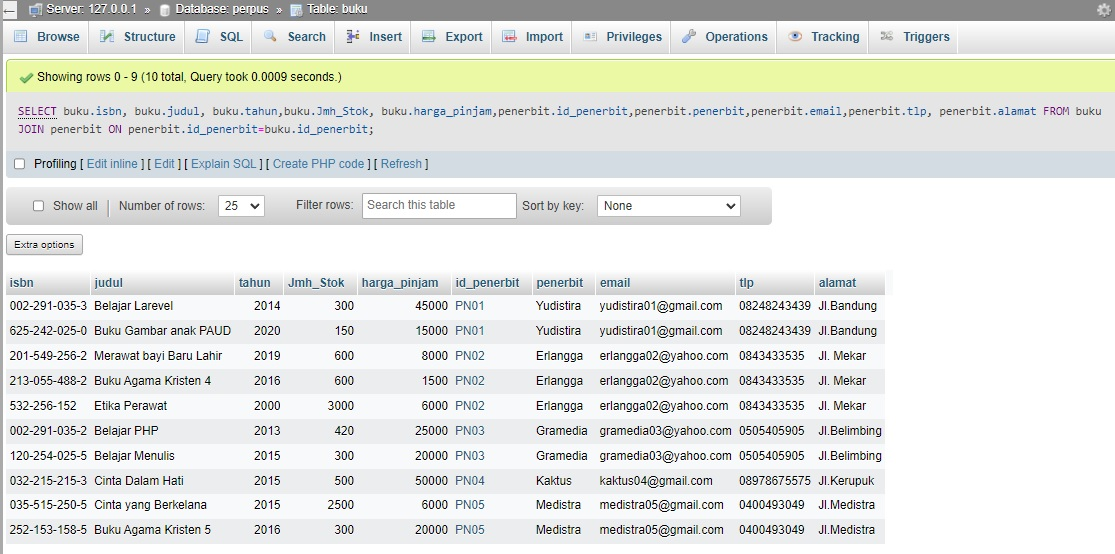 Server: 127.0.0.1 » Database: perpus » Table: buku
Browse Structure SQL Search Insert Export Import Privileges Operations Tracking Triggers
Showing rows 0 - 9 (10 total, Query took 0.0009 seconds.)
SELECT buku.isbn, buku.judul, buku.tahun,buku.Jmh_Stok, buku.harga_pinjam,penerbit.id_penerbit,penerbit.penerbit,penerbit.email,penerbit.tlp, penerbit.alamat FROM buku
JOIN penerbit ON penerbit.id_penerbit=buku.id_penerbit;
Profiling [ Edit inline ] [ Edit ] [ Explain SQL ] [ Create PHP code ] [ Refresh ]
Show all Number of rows: 25 Filter rows: Search this table Sort by key: None
Extra options
isbn judul tahun Jmh_Stok harga_pinjam id_penerbit penerbit email tlp alamat
002-291-035-3 Belajar Larevel 2014 300 45000 PN01 Yudistira yudistira01@gmail.com 08248243439 Jl.Bandung
625-242-025-0 Buku Gambar anak PAUD 2020 150 15000 PN01 Yudistira yudistira01@gmail.com 08248243439 Jl.Bandung
201-549-256-2 Merawat bayi Baru Lahir 2019 600 8000 PN02 Erlangga erlangga02@yahoo.com 0843433535 Jl. Mekar
213-055-488-2 Buku Agama Kristen 4 2016 600 1500 PN02 Erlangga erlangga02@yahoo.com 0843433535 Jl. Mekar
532-256-152 Etika Perawat 2000 3000 6000 PN02 Erlangga erlangga02@yahoo.com 0843433535 Jl. Mekar
002-291-035-2 Belajar PHP 2013 420 25000 PN03 Gramedia gramedia03@yahoo.com 0505405905 Jl.Belimbing
120-254-025-5 Belajar Menulis 2015 300 20000 PN03 Gramedia gramedia03@yahoo.com 0505405905 Jl.Belimbing
032-215-215-3 Cinta Dalam Hati 2015 500 50000 PN04 Kaktus kaktus04@gmail.com 08978675575 Jl.Kerupuk
035-515-250-5 Cinta yang Berkelana 2015 2500 6000 PN05 Medistra medistra05@gmail.com 0400493049 Jl.Medistra
252-153-158-5 Buku Agama Kristen 5 2016 300 20000 PN05 Medistra medistra05@gmail.com 0400493049 Jl.Medistra